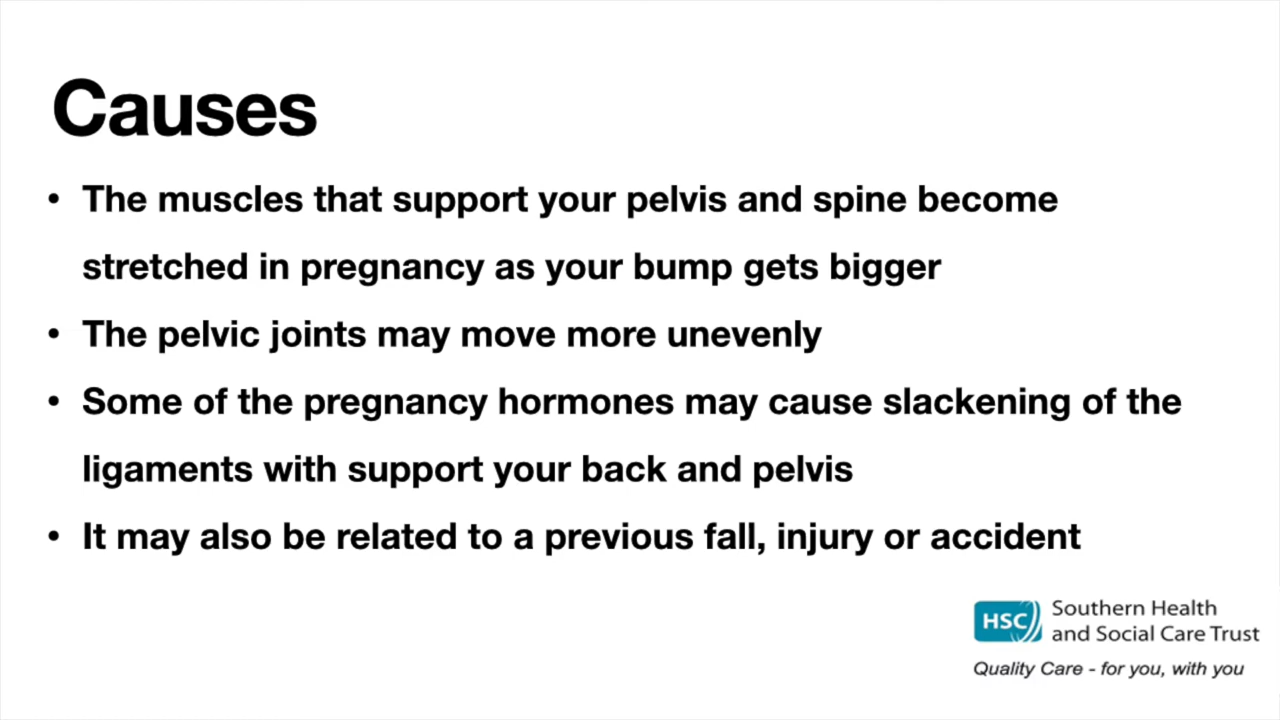 Causes
• The muscles that support your pelvis and spine become
stretched in pregnancy as your bump gets bigger
• The pelvic joints may move more unevenly
• Some of the pregnancy hormones may cause slackening of the
ligaments with support your back and pelvis
• It may also be related to a previous fall, injury or accident
HSC
Southern Health
and Social Care Trust
Quality Care - for you, with you